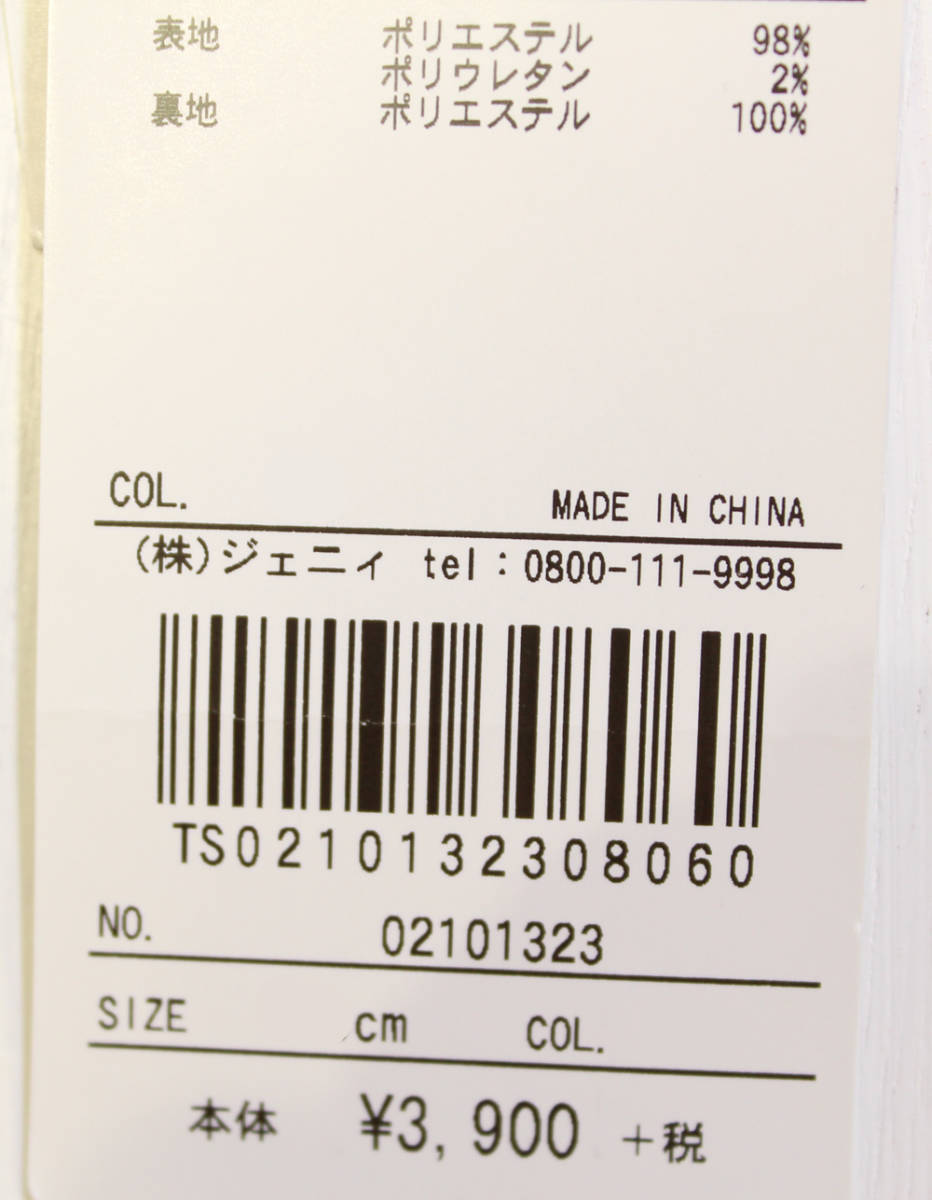 表地 ポリエステル 98%
ポリウレタン 2%
裏地 ポリエステル 100%
COL. MADE IN CHINA
(株)ジェニィ tel:0800-111-9998
TS0210132308060
NO. 02101323
SIZE cm COL.
本体 ¥3,900 +税